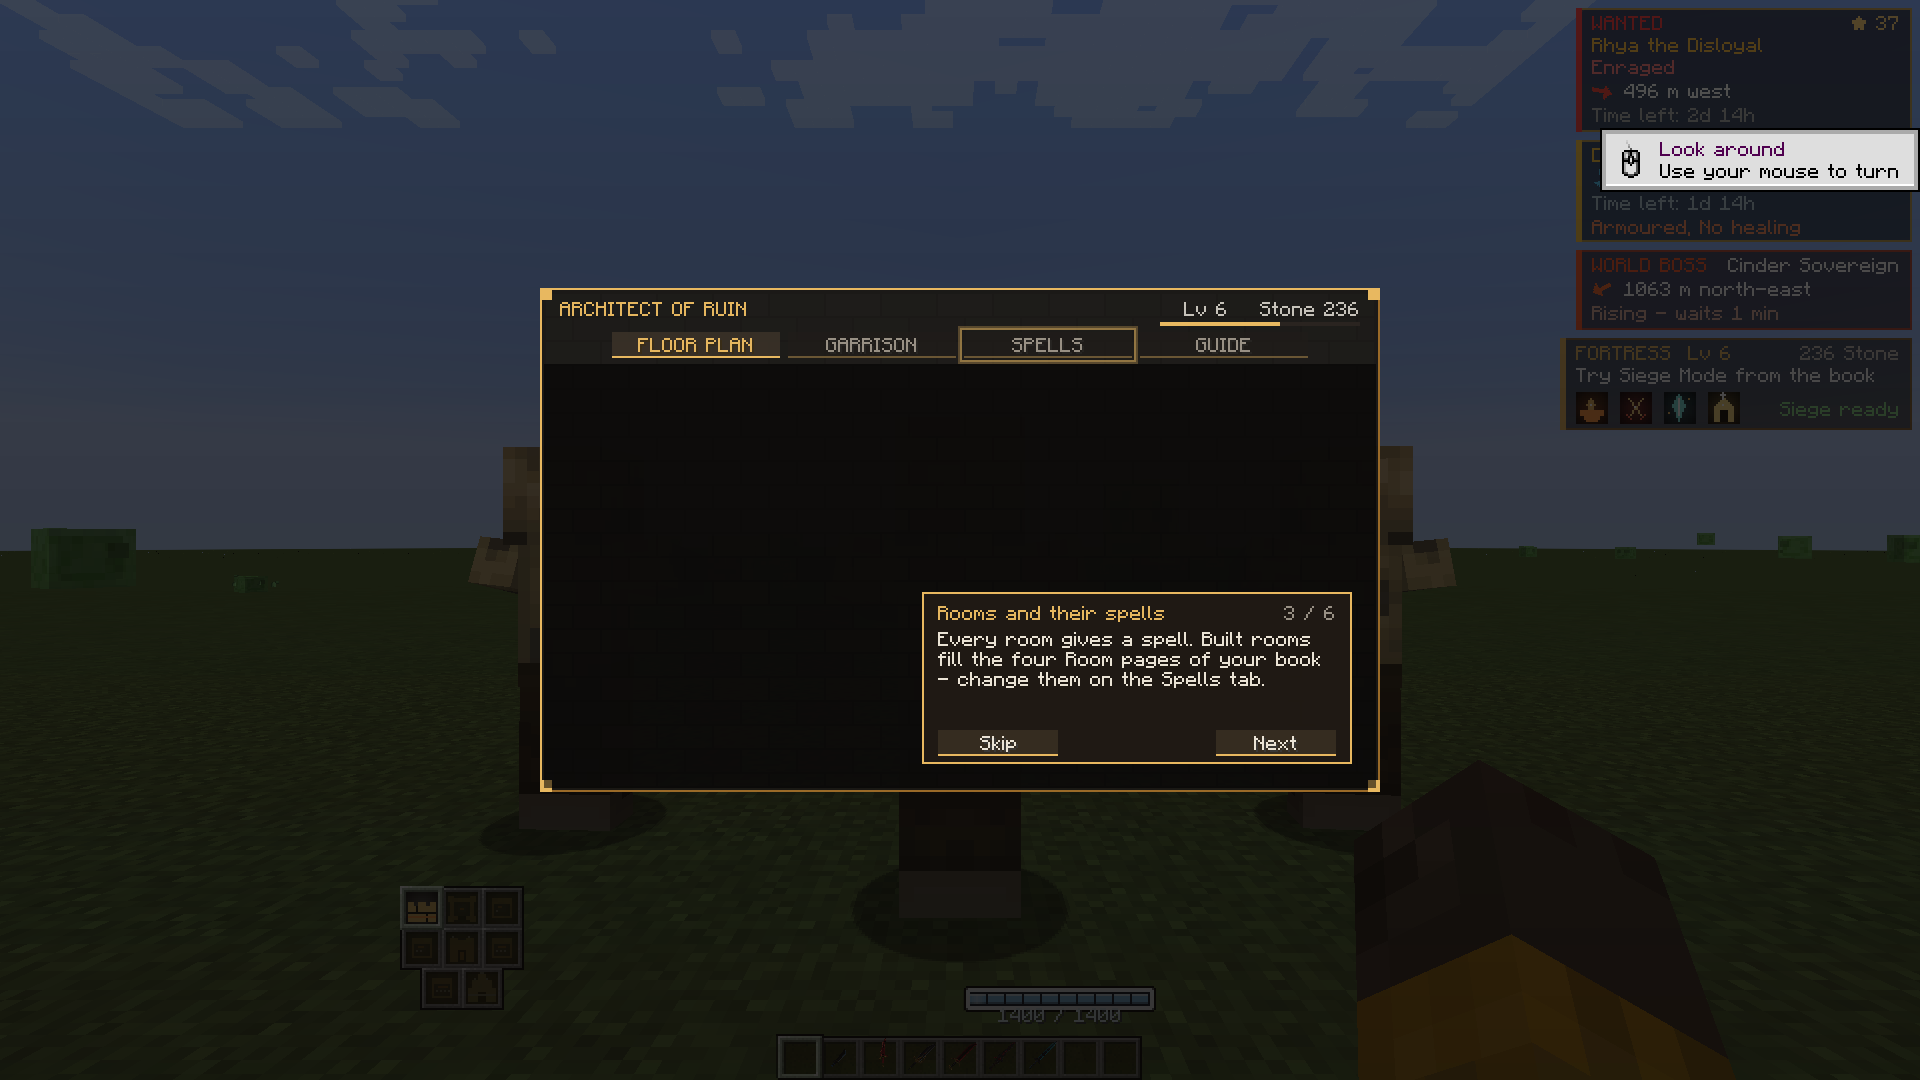 WANTED
37
Rhya the Disloyal
Enraged
496 m west
Time left: 2d 14h
Look around
Use your mouse to turn
Time left: 1d 14h
Armoured, No healing
WORLD BOSS Cinder Sovereign
1063 m north-east
Rising - waits 1 min
FORTRESS Lv 6 236 Stone
Try Siege Mode from the book
Siege ready
ARCHITECT OF RUIN
Lv 6 Stone 236
FLOOR PLAN GARRISON SPELLS GUIDE
Rooms and their spells 3 / 6
Every room gives a spell. Built rooms
fill the four Room pages of your book
- change them on the Spells tab.
Skip Next
1400 / 1400